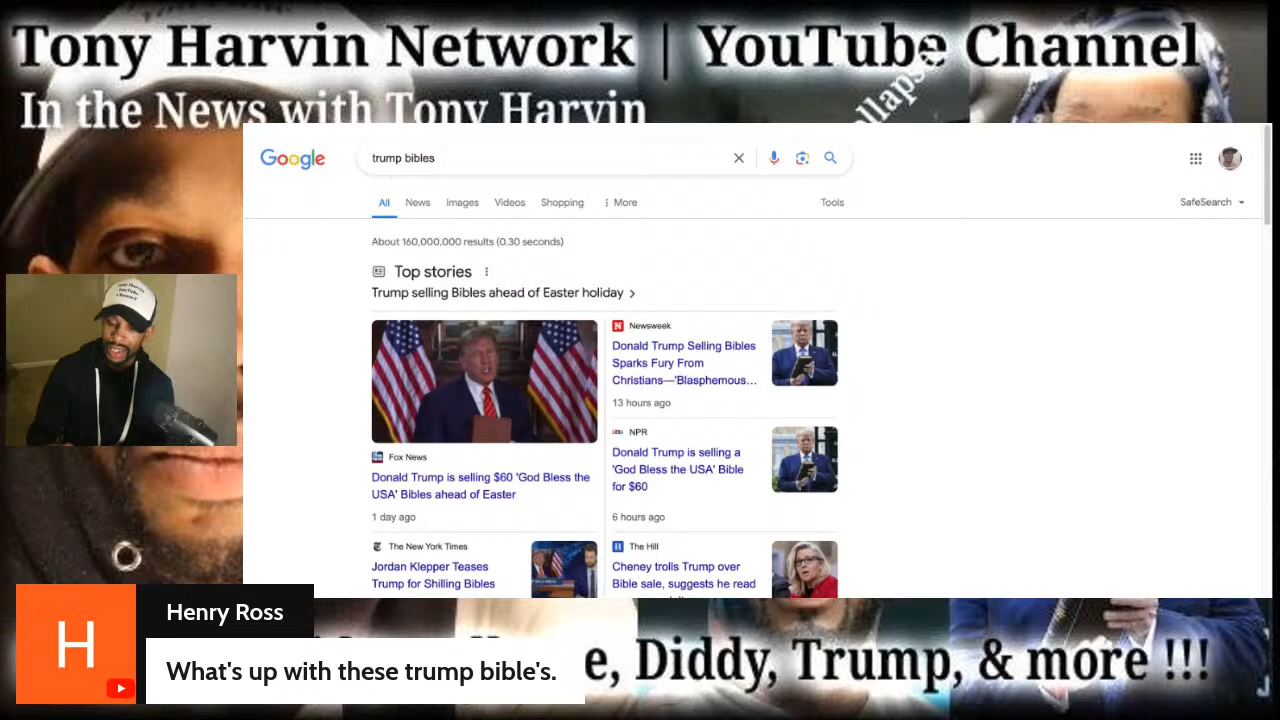 Tony Harvin Network | YouTube Channel
In the News with Tony Harvin
Google
trump bibles
All News Images Videos Shopping More Tools
SafeSearch
About 160,000,000 results (0.30 seconds)
Top stories
Trump selling Bibles ahead of Easter holiday
Fox News
Donald Trump is selling $60 'God Bless the
USA' Bibles ahead of Easter
1 day ago
Newsweek
Donald Trump Selling Bibles
Sparks Fury From
Christians—'Blasphemous...
13 hours ago
NPR
Donald Trump is selling a
'God Bless the USA' Bible
for $60
6 hours ago
The New York Times
Jordan Klepper Teases
Trump for Shilling Bibles
The Hill
Cheney trolls Trump over
Bible sale, suggests he read
H
Henry Ross
What's up with these trump bible's.
e, Diddy, Trump, & more !!!